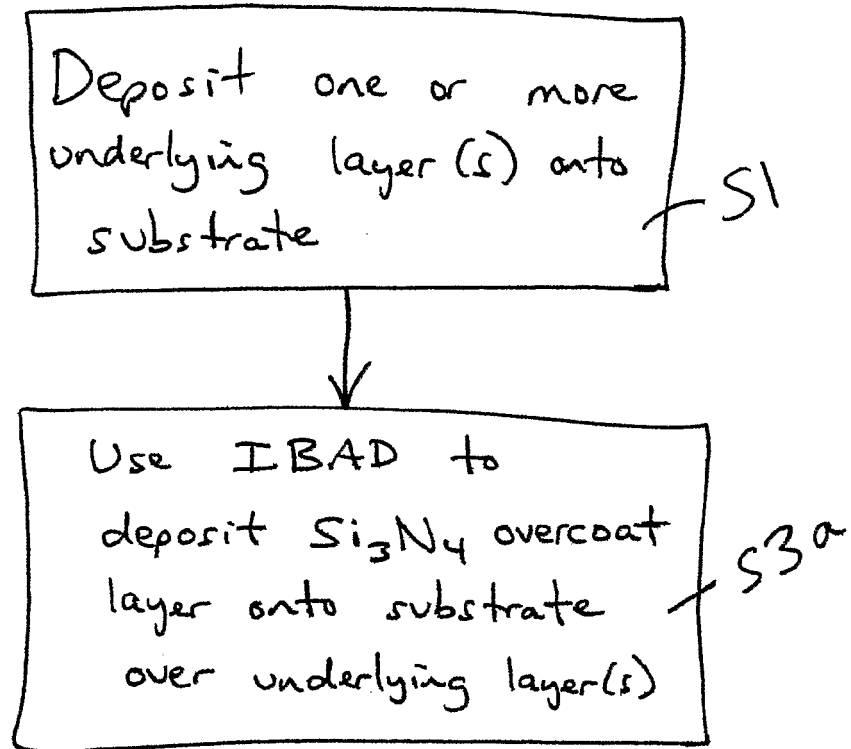 Deposit one or more
underlying layer(s) onto
substrate
S1
Use IBAD to
deposit Si₃N₄ overcoat
layer onto substrate
over underlying layer(s)
S3a